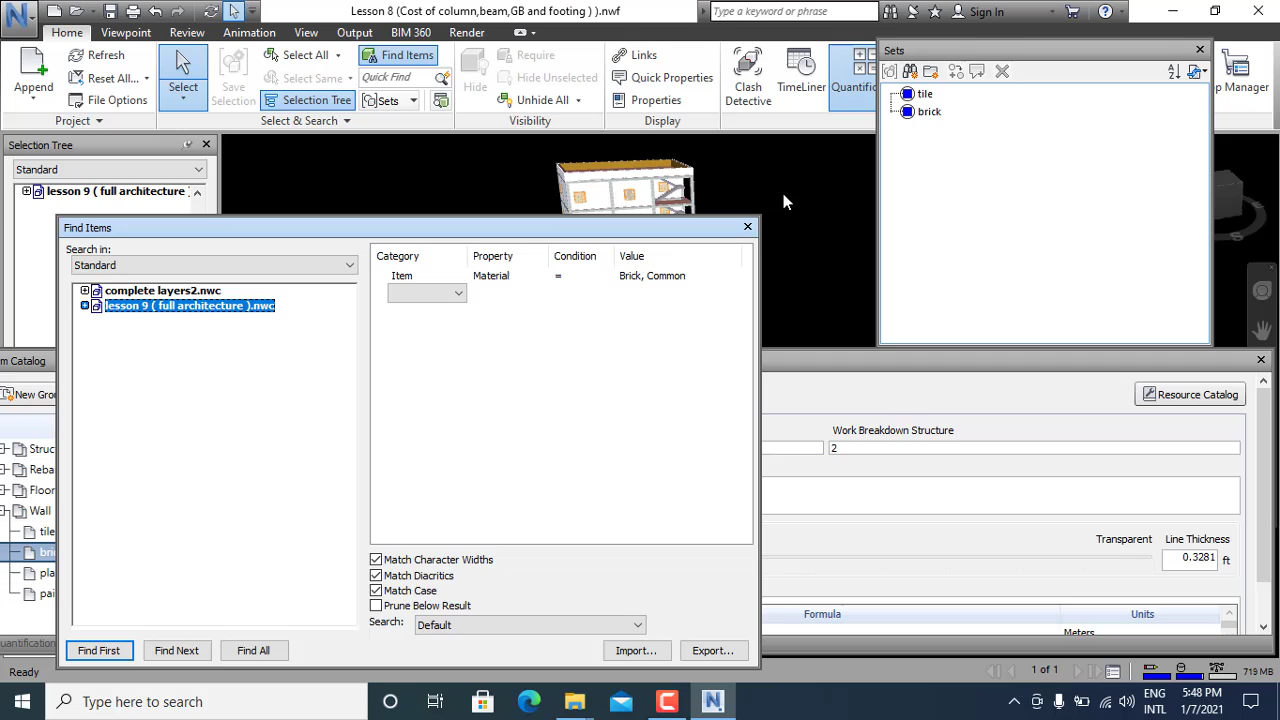 Lesson 8 (Cost of column,beam,GB and footing ) ).nwf
Type a keyword or phrase
Sign In
Home Viewpoint Review Animation View Output BIM 360 Render
Append
Refresh
Reset All...
File Options
Project
Select
Save Selection
Select All
Select Same
Selection Tree
Find Items
Quick Find
Sets
Select & Search
Require
Hide Unselected
Unhide All
Visibility
Links
Quick Properties
Properties
Display
Clash Detective
TimeLiner
Quantific
p Manager
Sets
tile
brick
Selection Tree
Standard
lesson 9 ( full architecture
Find Items
Search in:
Standard
complete layers2.nwc
lesson 9 ( full architecture ).nwc
Category Property Condition Value
Item Material = Brick, Common
Match Character Widths
Match Diacritics
Match Case
Prune Below Result
Search: Default
Find First Find Next Find All Import... Export...
m Catalog
New Gro
Struc
Reba
Floor
Wall
tile
bric
pla
pai
Resource Catalog
Work Breakdown Structure
2
Transparent Line Thickness
0.3281 ft
Formula Units
Meters
Ready
1 of 1
719 MB
Type here to search
ENG
INTL
5:48 PM
1/7/2021